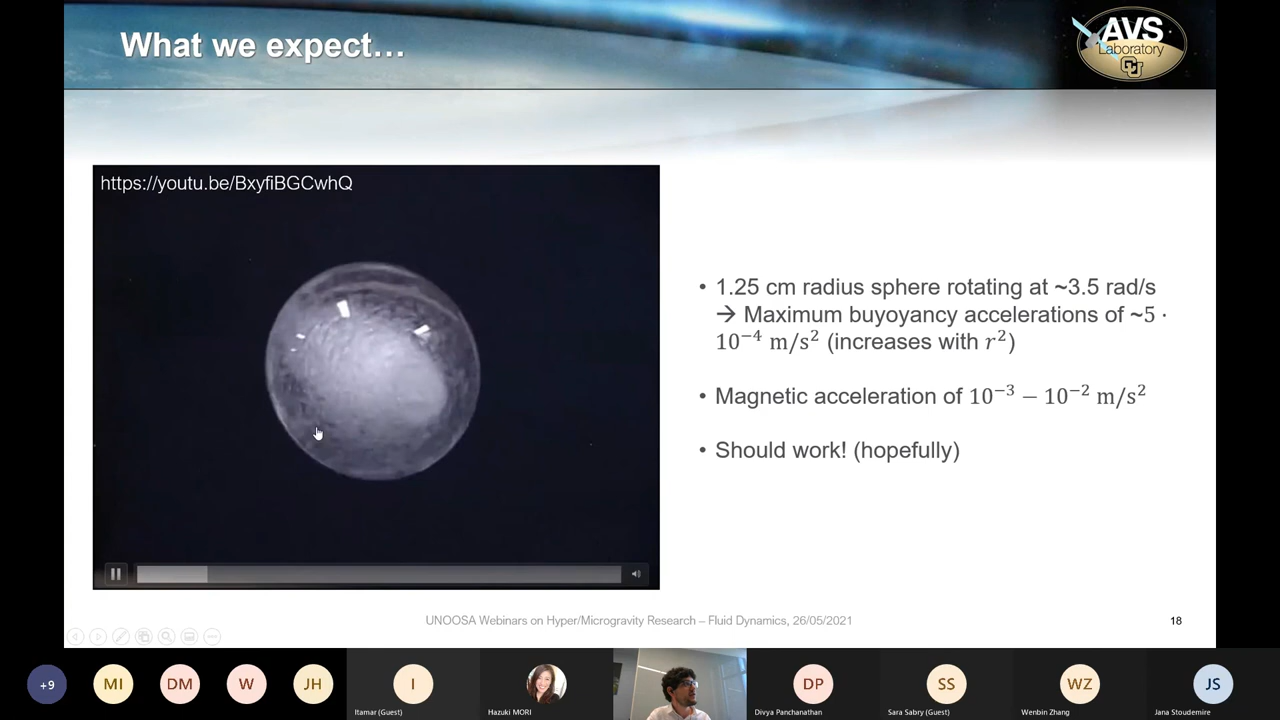 What we expect…
AVS
Laboratory
CU
https://youtu.be/BxyfiBGCwhQ
• 1.25 cm radius sphere rotating at ~3.5 rad/s
→ Maximum buyoyancy accelerations of ~5 ·
10⁻⁴ m/s² (increases with r²)
• Magnetic acceleration of 10⁻³ − 10⁻² m/s²
• Should work! (hopefully)
UNOOSA Webinars on Hyper/Microgravity Research – Fluid Dynamics, 26/05/2021
18
+9
MI
DM
W
JH
I
DP
SS
WZ
JS
Itamar (Guest)
Hazuki MORI
Divya Panchanathan
Sara Sabry (Guest)
Wenbin Zhang
Jana Stoudemire